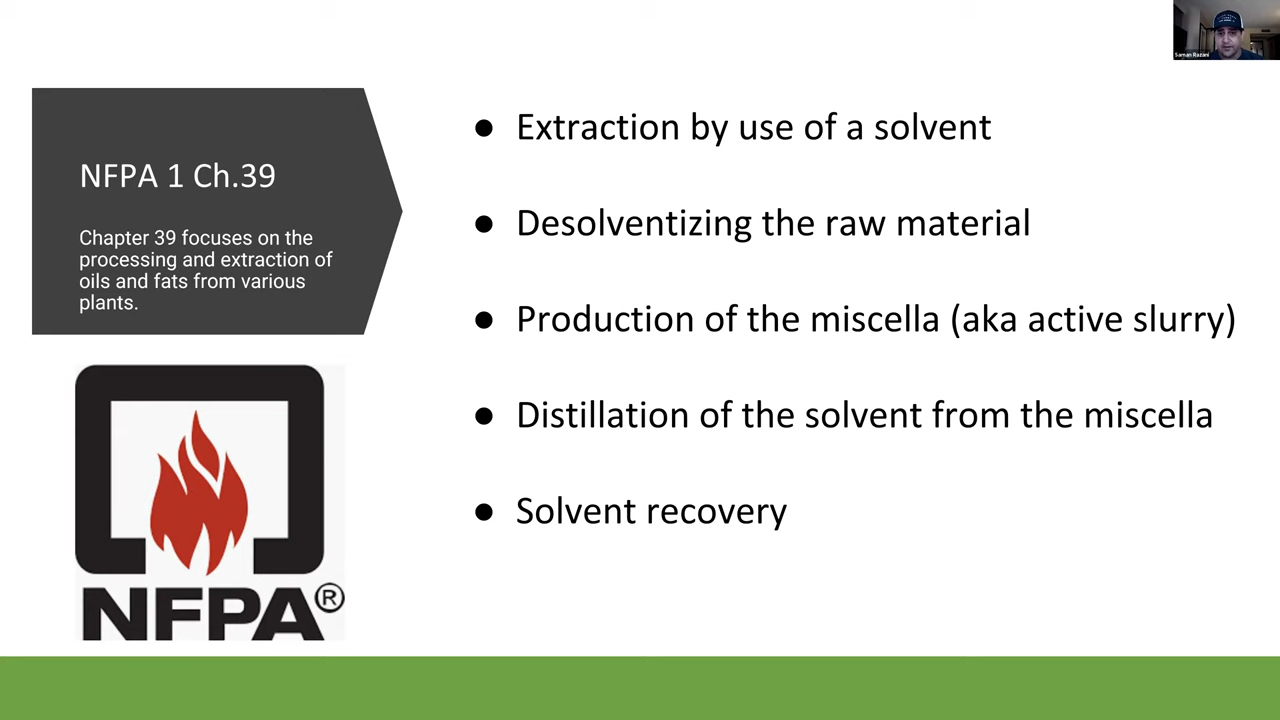 Saman Razani
NFPA 1 Ch.39
Chapter 39 focuses on the
processing and extraction of
oils and fats from various
plants.
● Extraction by use of a solvent
● Desolventizing the raw material
● Production of the miscella (aka active slurry)
● Distillation of the solvent from the miscella
● Solvent recovery
NFPA®